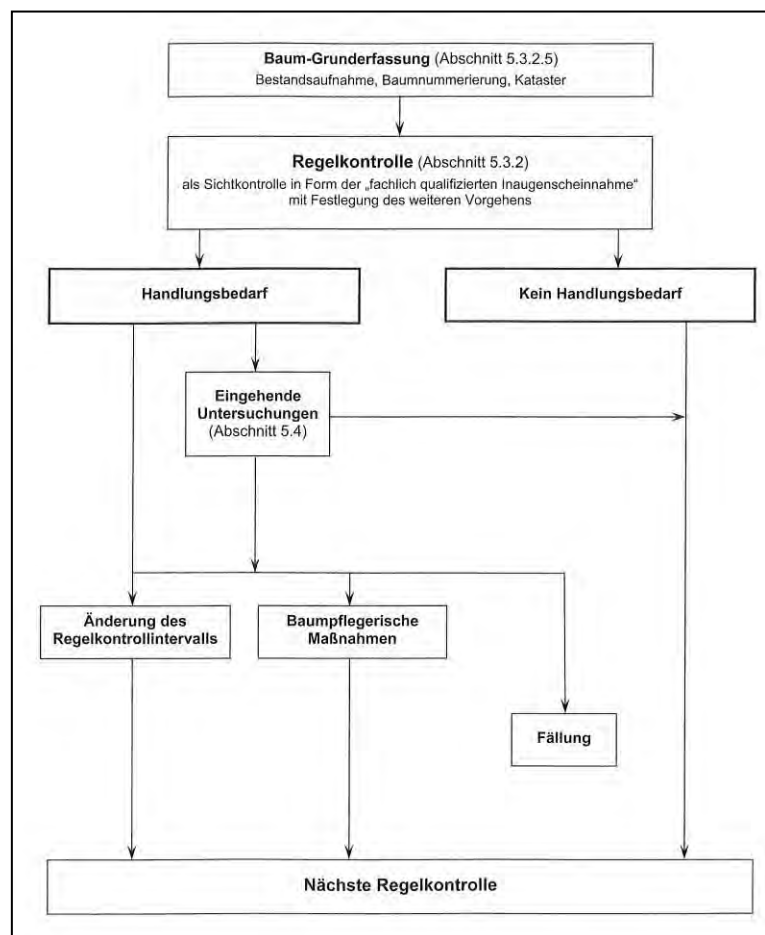 Baum-Grunderfassung (Abschnitt 5.3.2.5)
Bestandsaufnahme, Baumnummerierung, Kataster
Regelkontrolle (Abschnitt 5.3.2)
als Sichtkontrolle in Form der „fachlich qualifizierten Inaugenscheinnahme“
mit Festlegung des weiteren Vorgehens
Handlungsbedarf
Kein Handlungsbedarf
Eingehende
Untersuchungen
(Abschnitt 5.4)
Änderung des
Regelkontrollintervalls
Baumpflegerische
Maßnahmen
Fällung
Nächste Regelkontrolle